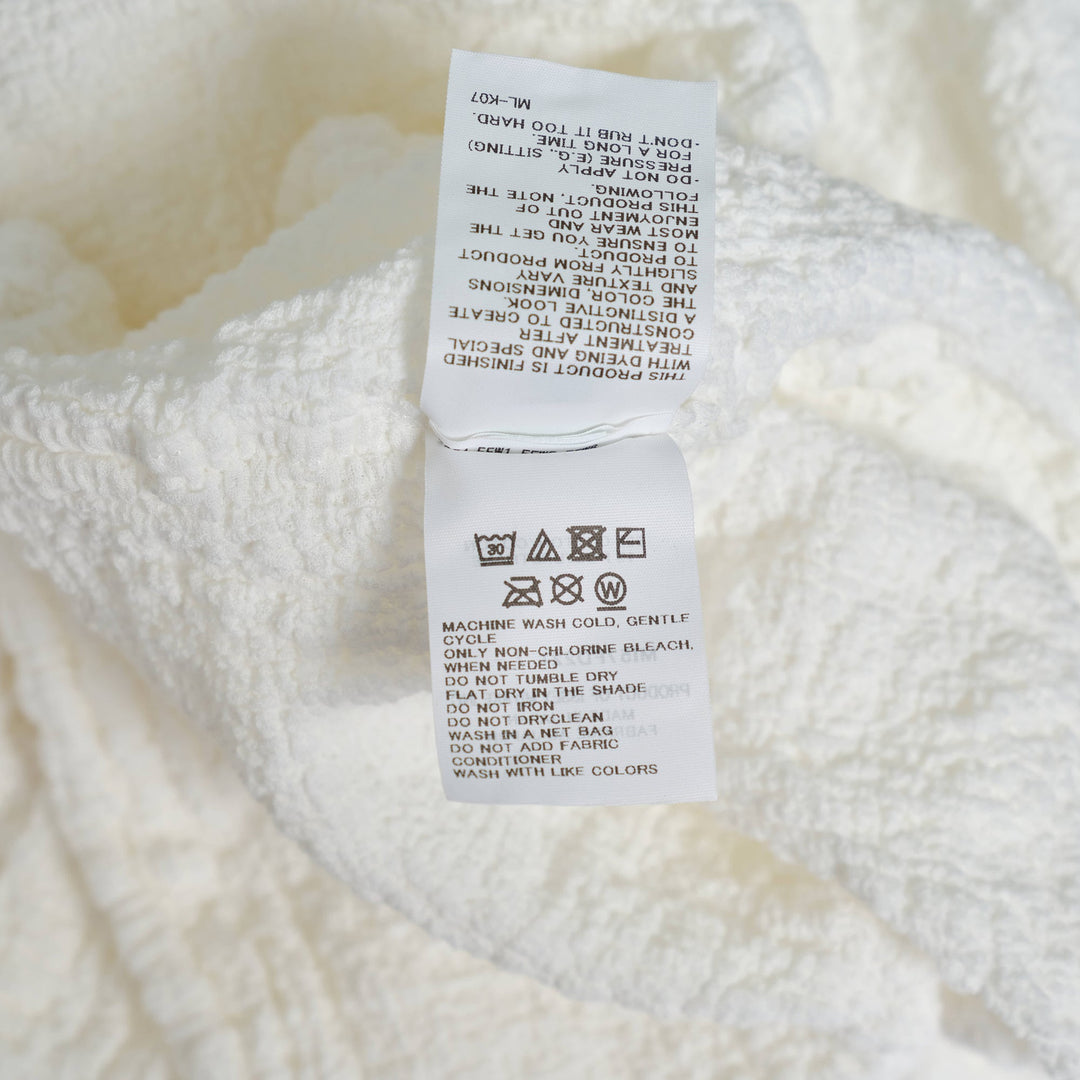 THIS PRODUCT IS FINISHED
WITH DYEING AND SPECIAL
TREATMENT AFTER
CONSTRUCTED TO CREATE
A DISTINCTIVE LOOK.
THE COLOR, DIMENSIONS
AND TEXTURE VARY
SLIGHTLY FROM PRODUCT
TO PRODUCT.
TO ENSURE YOU GET THE
MOST WEAR AND
ENJOYMENT OUT OF
THIS PRODUCT, NOTE THE
FOLLOWING.
·DO NOT APPLY
PRESSURE (E.G., SITTING)
FOR A LONG TIME.
·DON'T RUB IT TOO HARD.
ML-K07
30
W
MACHINE WASH COLD, GENTLE
CYCLE
ONLY NON-CHLORINE BLEACH,
WHEN NEEDED
DO NOT TUMBLE DRY
FLAT DRY IN THE SHADE
DO NOT IRON
DO NOT DRYCLEAN
WASH IN A NET BAG
DO NOT ADD FABRIC
CONDITIONER
WASH WITH LIKE COLORS